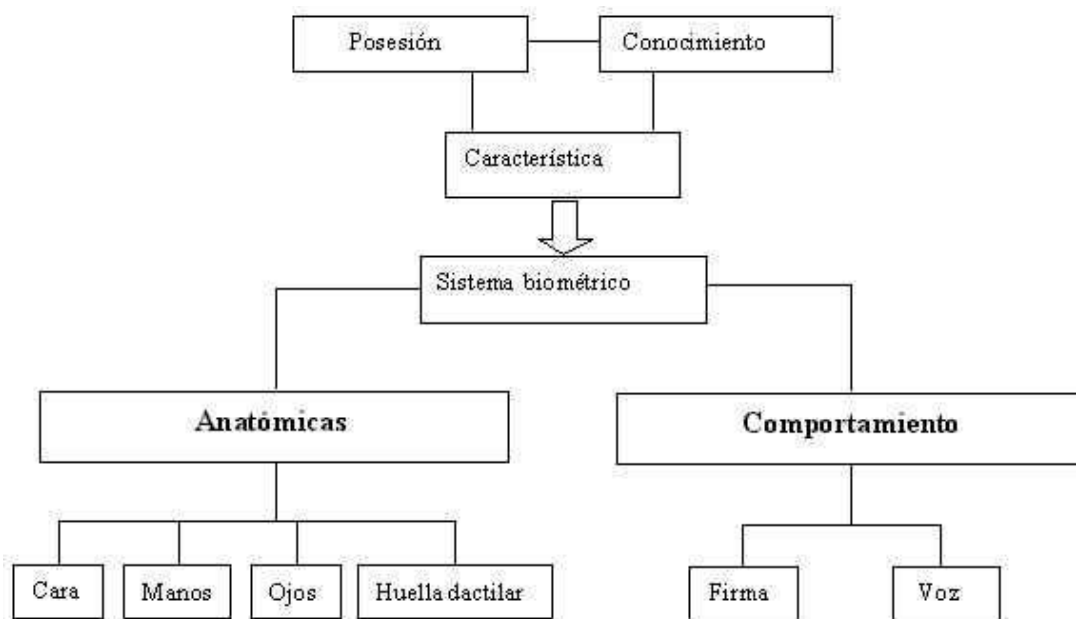 Posesión
Conocimiento
Característica
Sistema biométrico
Anatómicas
Comportamiento
Cara
Manos
Ojos
Huella dactilar
Firma
Voz